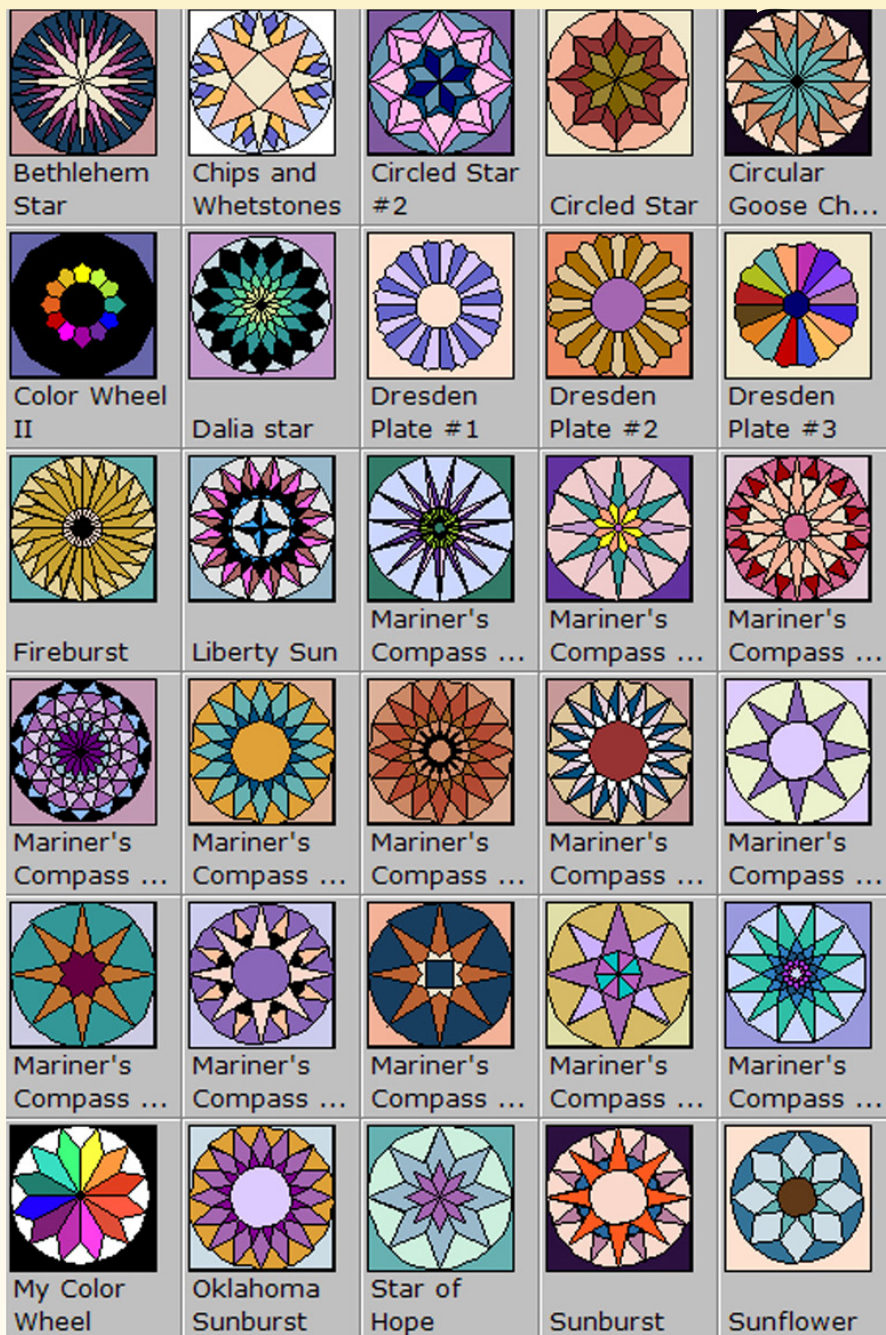 Bethlehem
Star
Chips and
Whetstones
Circled Star
#2
Circled Star
Circular
Goose Ch...
Color Wheel
II
Dalia star
Dresden
Plate #1
Dresden
Plate #2
Dresden
Plate #3
Fireburst
Liberty Sun
Mariner's
Compass ...
Mariner's
Compass ...
Mariner's
Compass ...
Mariner's
Compass ...
Mariner's
Compass ...
Mariner's
Compass ...
Mariner's
Compass ...
Mariner's
Compass ...
Mariner's
Compass ...
Mariner's
Compass ...
Mariner's
Compass ...
Mariner's
Compass ...
Mariner's
Compass ...
My Color
Wheel
Oklahoma
Sunburst
Star of
Hope
Sunburst
Sunflower